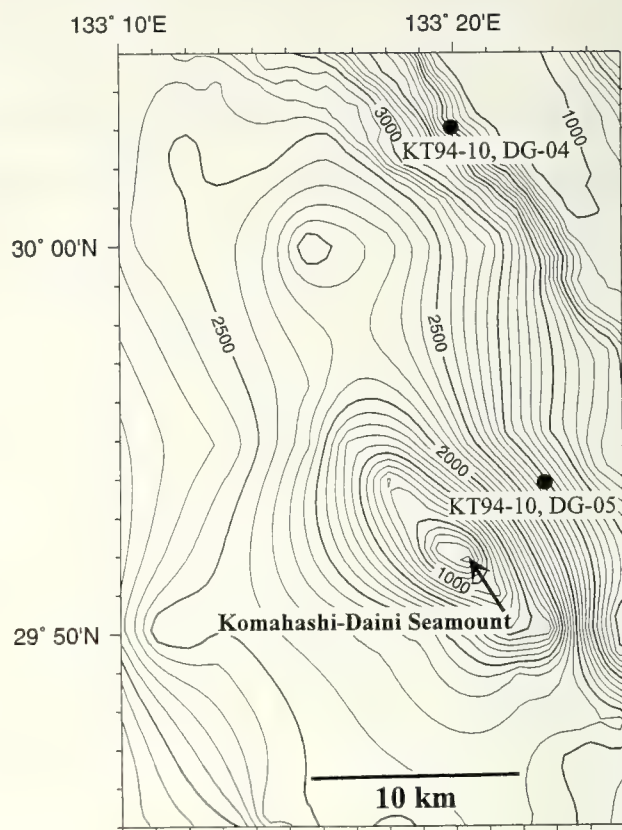 133° 10'E
133° 20'E
3000
1000
KT94-10, DG-04
30° 00'N
2500
2500
2000
KT94-10, DG-05
1000
Komahashi-Daini Seamount
29° 50'N
10 km